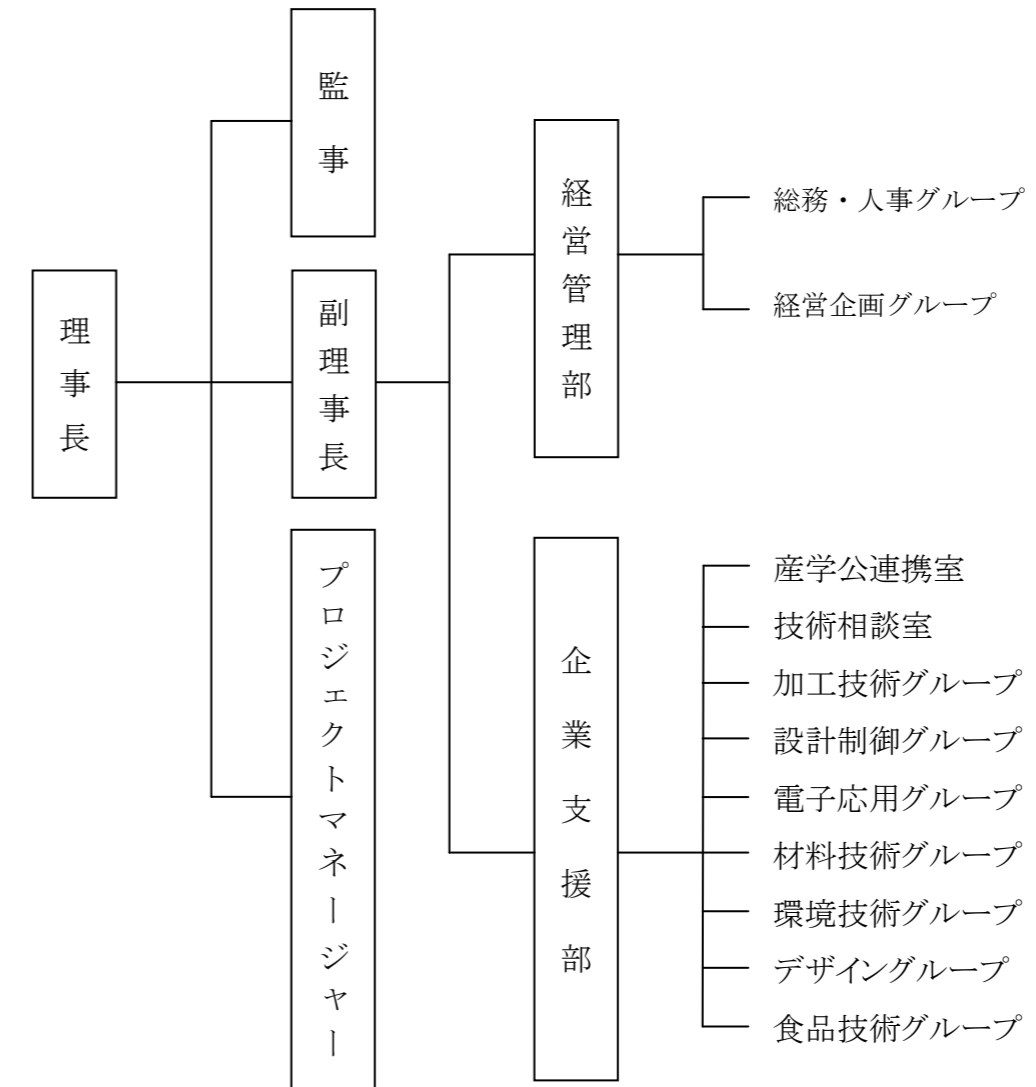 理事長
監事
副理事長
プロジェクトマネージャー
経営管理部
総務・人事グループ
経営企画グループ
企業支援部
産学公連携室
技術相談室
加工技術グループ
設計制御グループ
電子応用グループ
材料技術グループ
環境技術グループ
デザイングループ
食品技術グループ